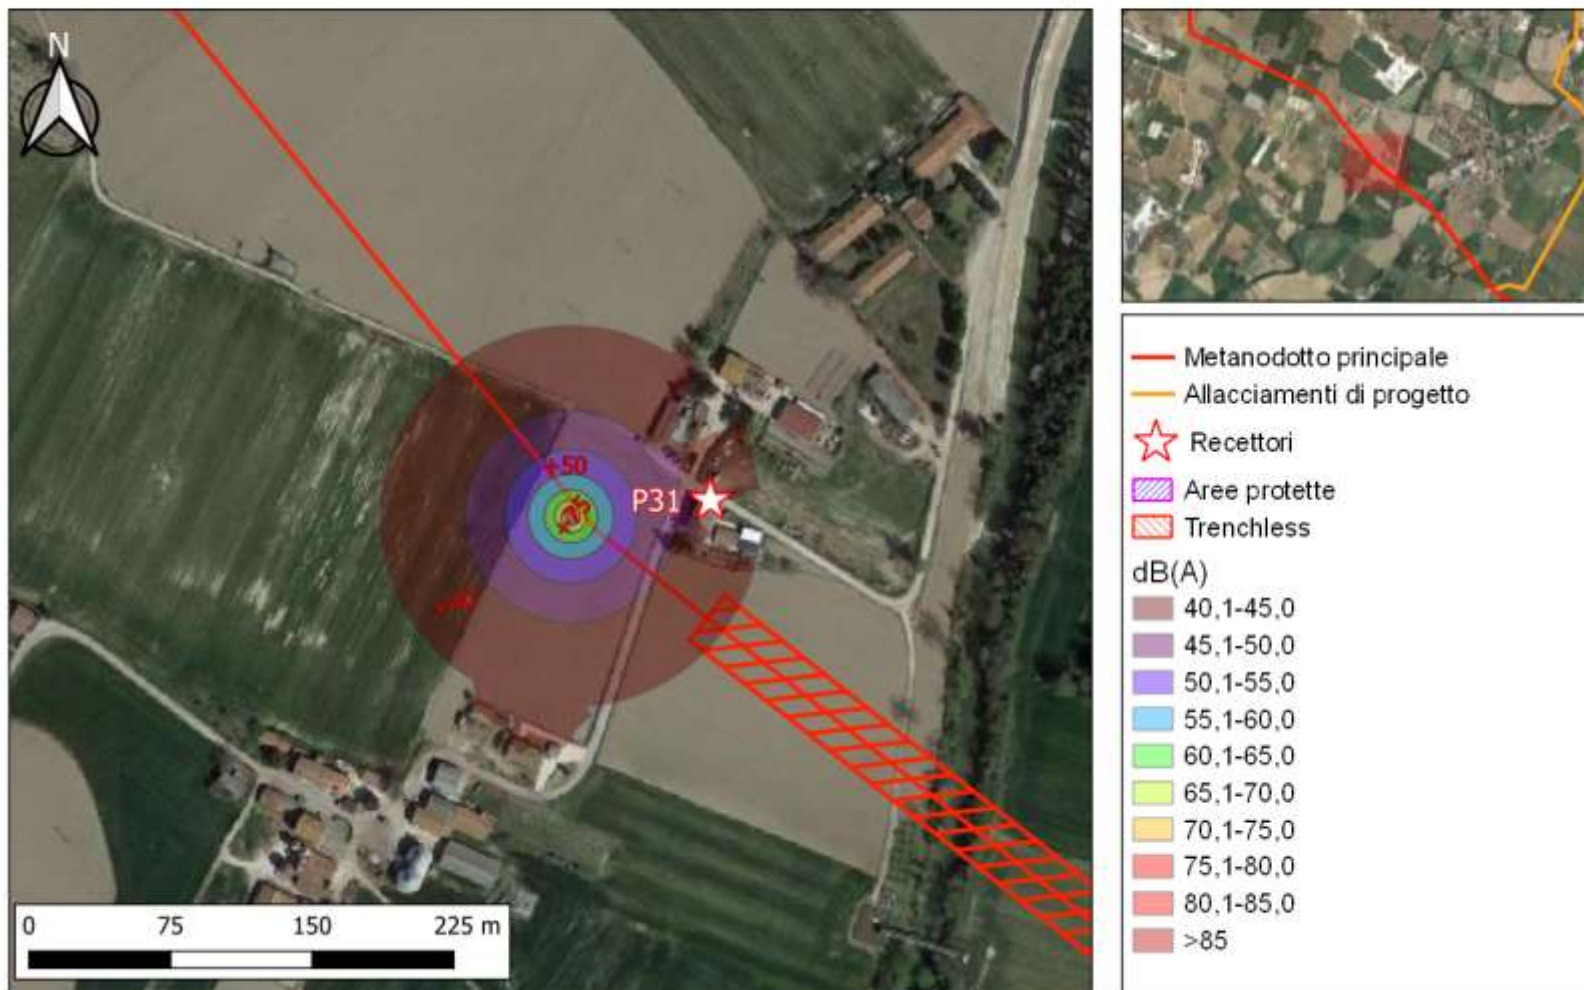 N
+50
P31
0 75 150 225 m
Metanodotto principale
Allacciamenti di progetto
Recettori
Aree protette
Trenchless
dB(A)
40,1-45,0
45,1-50,0
50,1-55,0
55,1-60,0
60,1-65,0
65,1-70,0
70,1-75,0
75,1-80,0
80,1-85,0
>85